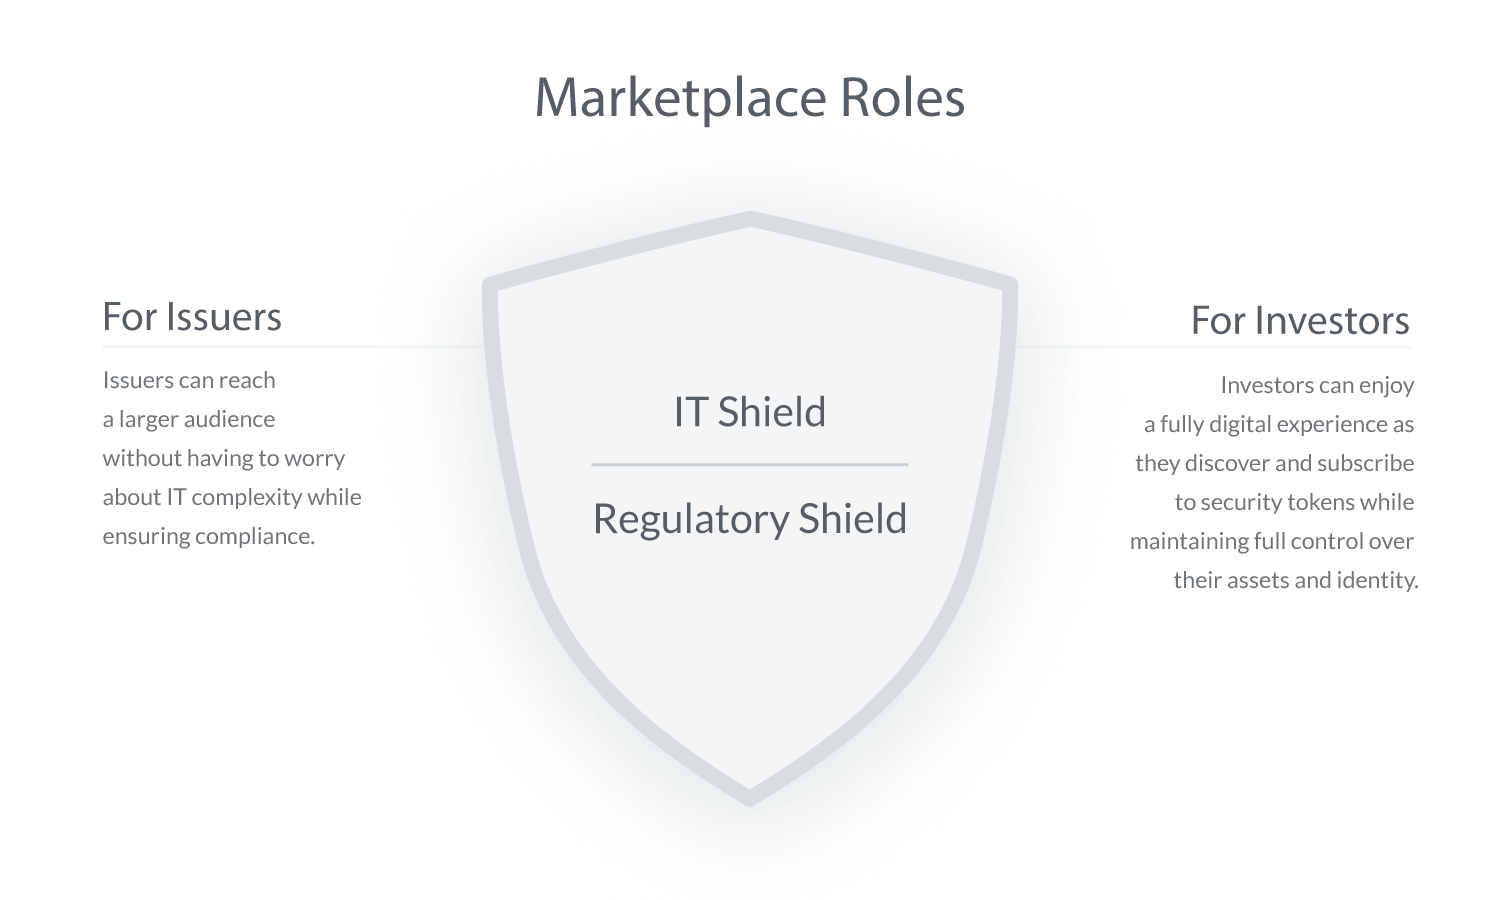 Marketplace Roles
For Issuers
Issuers can reach
a larger audience
without having to worry
about IT complexity while
ensuring compliance.
IT Shield
Regulatory Shield
For Investors
Investors can enjoy
a fully digital experience as
they discover and subscribe
to security tokens while
maintaining full control over
their assets and identity.